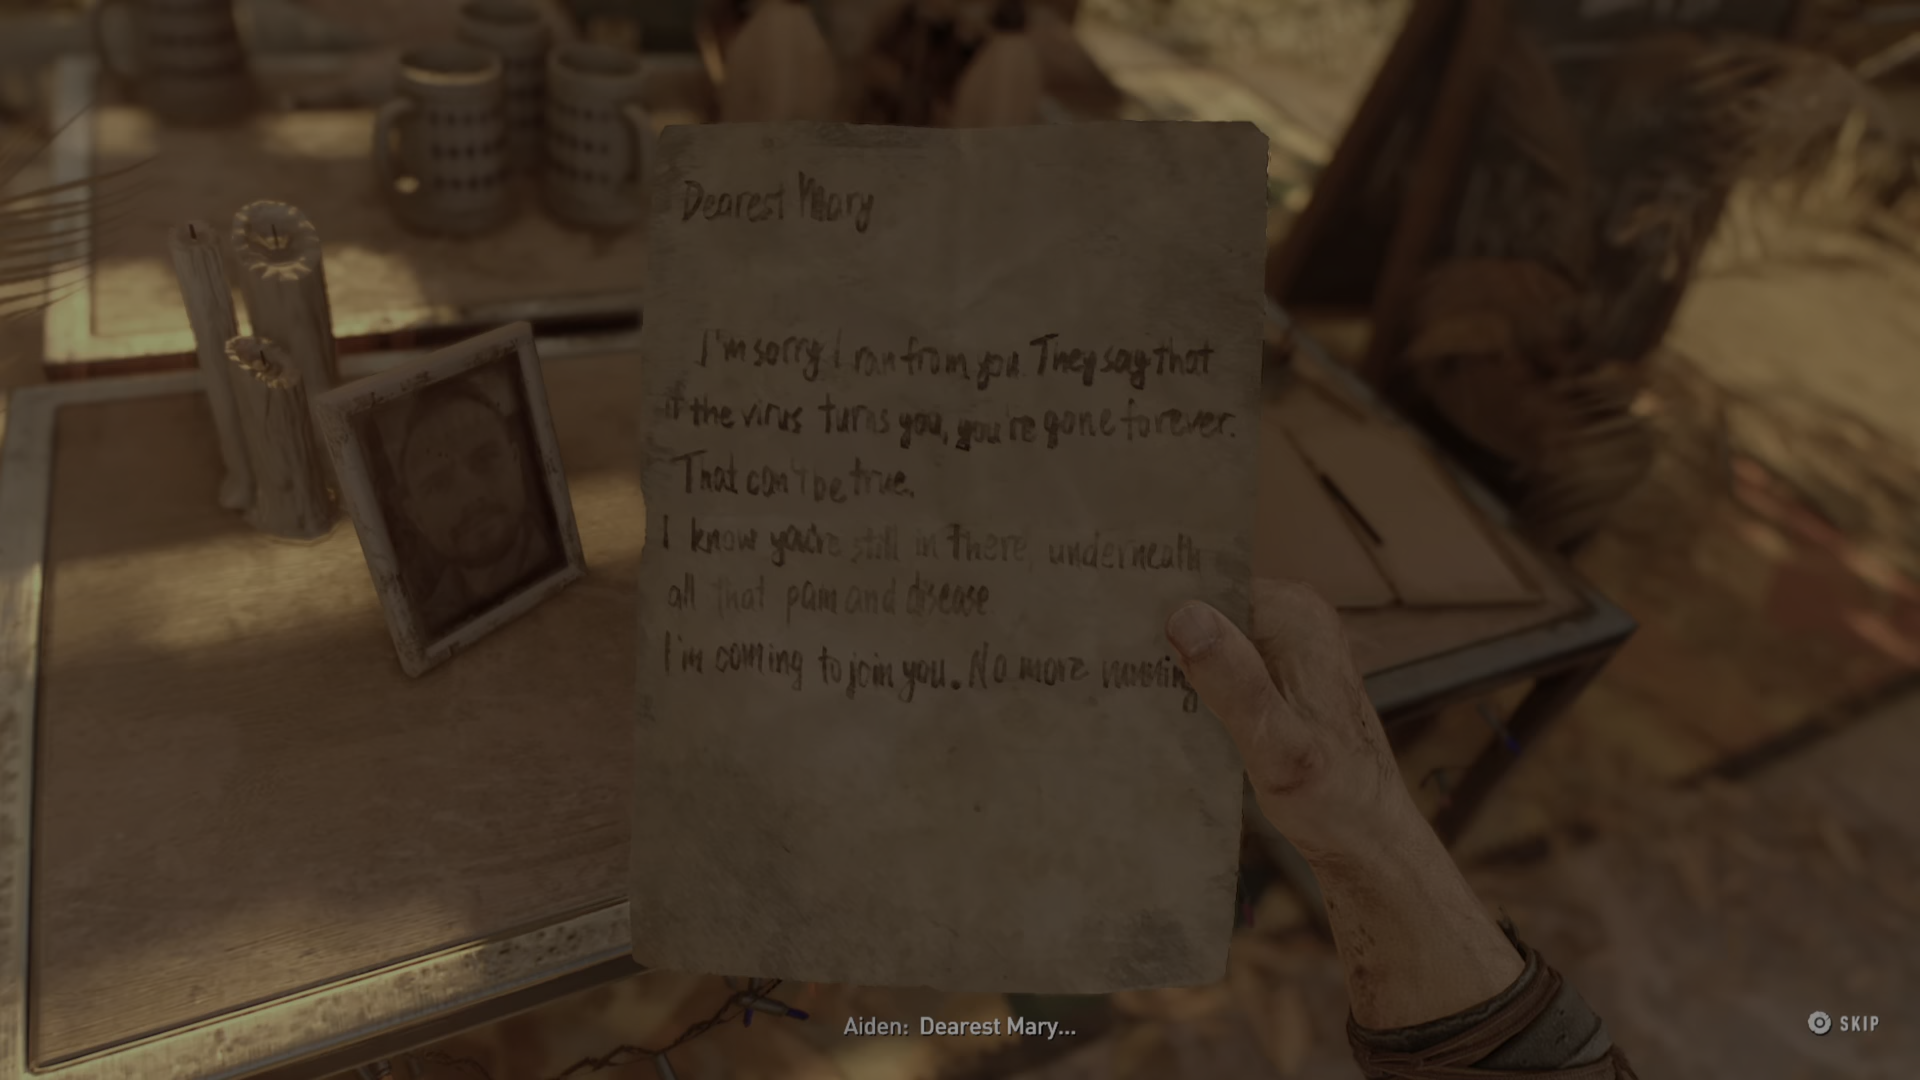 Dearest Mary
I'm sorry I ran from you. They say that
if the virus turns you, you're gone forever.
That can't be true.
I know you're still in there, underneath
all that pain and disease
I'm coming to join you. No more running
Aiden: Dearest Mary...
SKIP